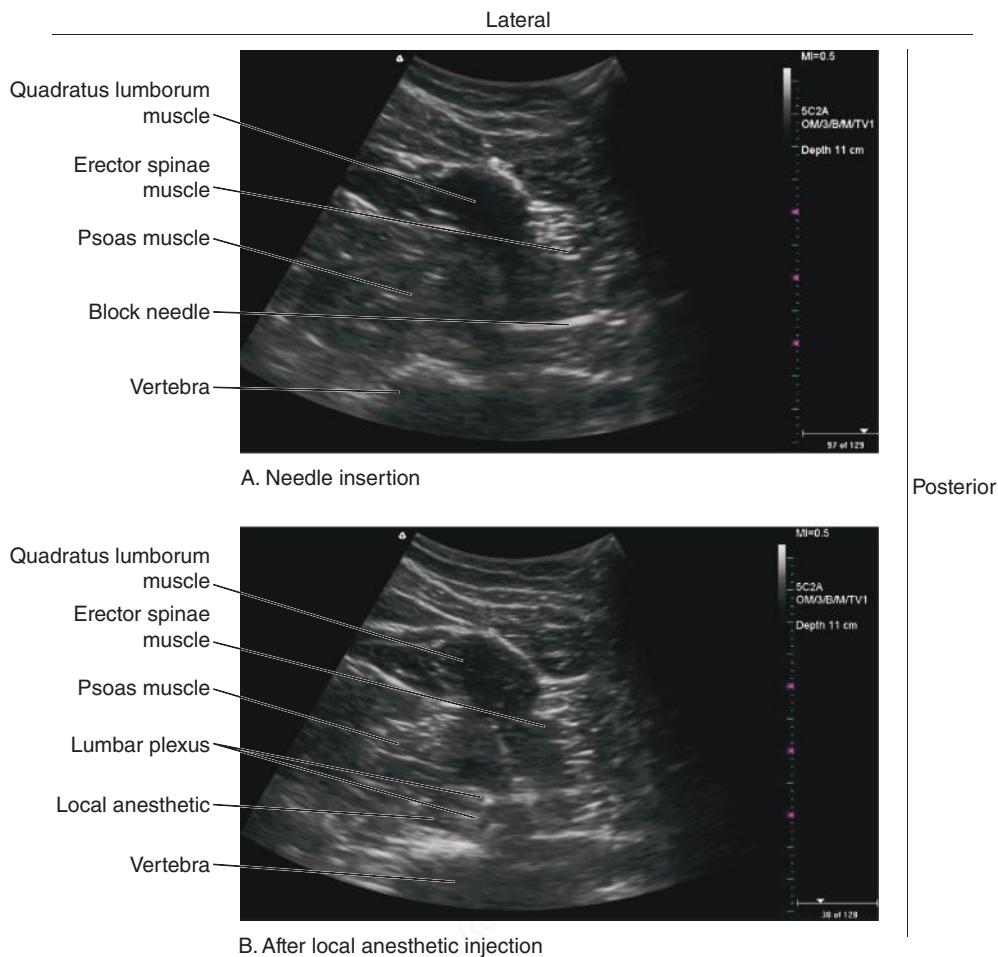 Lateral
Quadratus lumborum
muscle
Erector spinae
muscle
Psoas muscle
Block needle
Vertebra
MI=0.5
5C2A
OM/3/B/M/TV1
Depth 11 cm
97 of 129
A. Needle insertion
Posterior
Quadratus lumborum
muscle
Erector spinae
muscle
Psoas muscle
Lumbar plexus
Local anesthetic
Vertebra
MI=0.5
5C2A
OM/3/B/M/TV1
Depth 11 cm
38 of 128
B. After local anesthetic injection